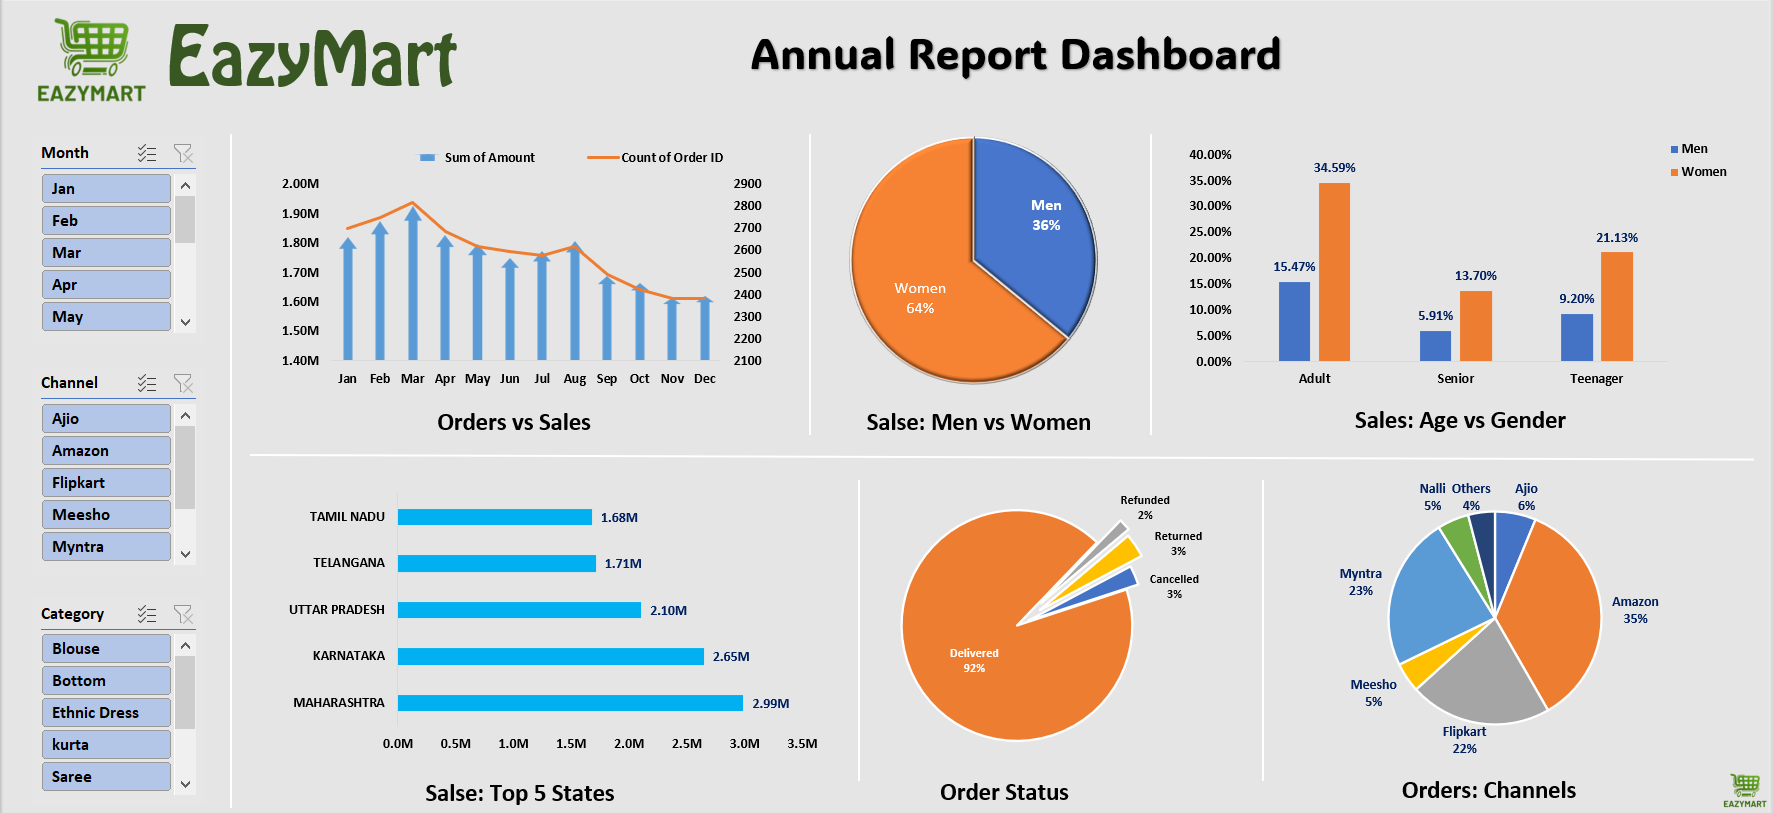 EAZYMART
EazyMart
Annual Report Dashboard
Month
Jan
Feb
Mar
Apr
May
Channel
Ajio
Amazon
Flipkart
Meesho
Myntra
Category
Blouse
Bottom
Ethnic Dress
kurta
Saree
Sum of Amount
Count of Order ID
2.00M
1.90M
1.80M
1.70M
1.60M
1.50M
1.40M
2900
2800
2700
2600
2500
2400
2300
2200
2100
Jan Feb Mar Apr May Jun Jul Aug Sep Oct Nov Dec
Orders vs Sales
Men
36%
Women
64%
Salse: Men vs Women
40.00%
35.00%
30.00%
25.00%
20.00%
15.00%
10.00%
5.00%
0.00%
Men
Women
15.47%
34.59%
5.91%
13.70%
9.20%
21.13%
Adult Senior Teenager
Sales: Age vs Gender
TAMIL NADU 1.68M
TELANGANA 1.71M
UTTAR PRADESH 2.10M
KARNATAKA 2.65M
MAHARASHTRA 2.99M
0.0M 0.5M 1.0M 1.5M 2.0M 2.5M 3.0M 3.5M
Salse: Top 5 States
Refunded
2%
Returned
3%
Cancelled
3%
Delivered
92%
Order Status
Nalli
5%
Others
4%
Ajio
6%
Myntra
23%
Amazon
35%
Meesho
5%
Flipkart
22%
Orders: Channels
EAZYMART